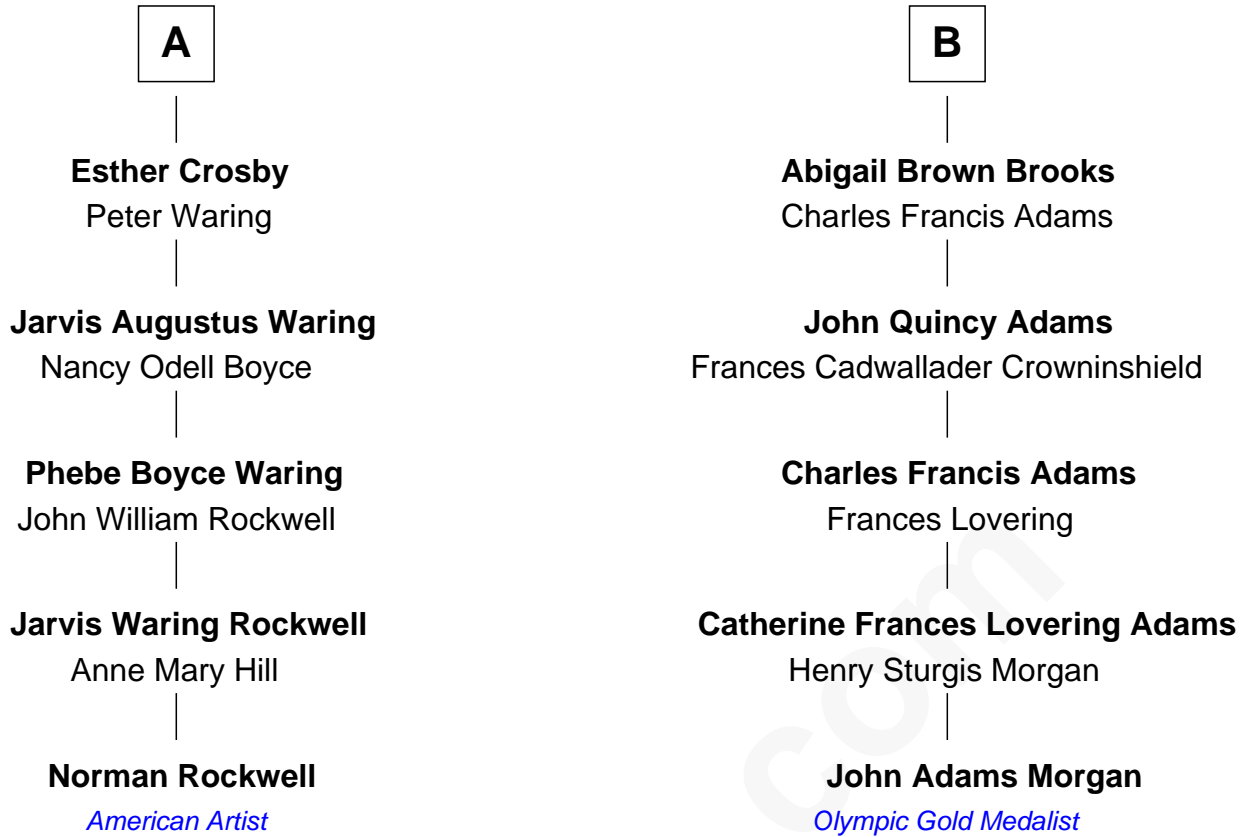 A
Esther Crosby
Peter Waring
Jarvis Augustus Waring
Nancy Odell Boyce
Phebe Boyce Waring
John William Rockwell
Jarvis Waring Rockwell
Anne Mary Hill
Norman Rockwell
American Artist
B
Abigail Brown Brooks
Charles Francis Adams
John Quincy Adams
Frances Cadwallader Crowninshield
Charles Francis Adams
Frances Lovering
Catherine Frances Lovering Adams
Henry Sturgis Morgan
John Adams Morgan
Olympic Gold Medalist
com